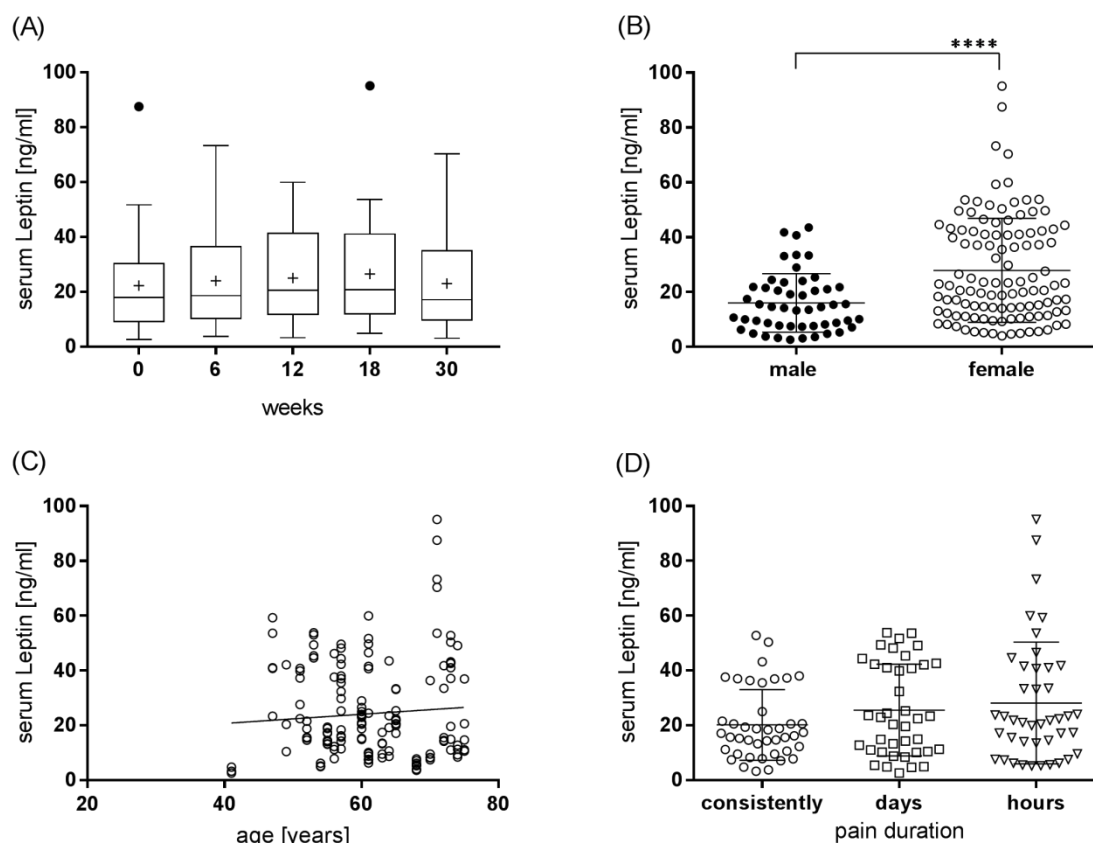 (A)
serum Leptin [ng/ml]
100
80
60
40
20
0
0 6 12 18 30
weeks
(B)
****
serum Leptin [ng/ml]
100
80
60
40
20
0
male female
(C)
serum Leptin [ng/ml]
100
80
60
40
20
0
20 40 60 80
age [years]
(D)
serum Leptin [ng/ml]
100
80
60
40
20
0
consistently days hours
pain duration